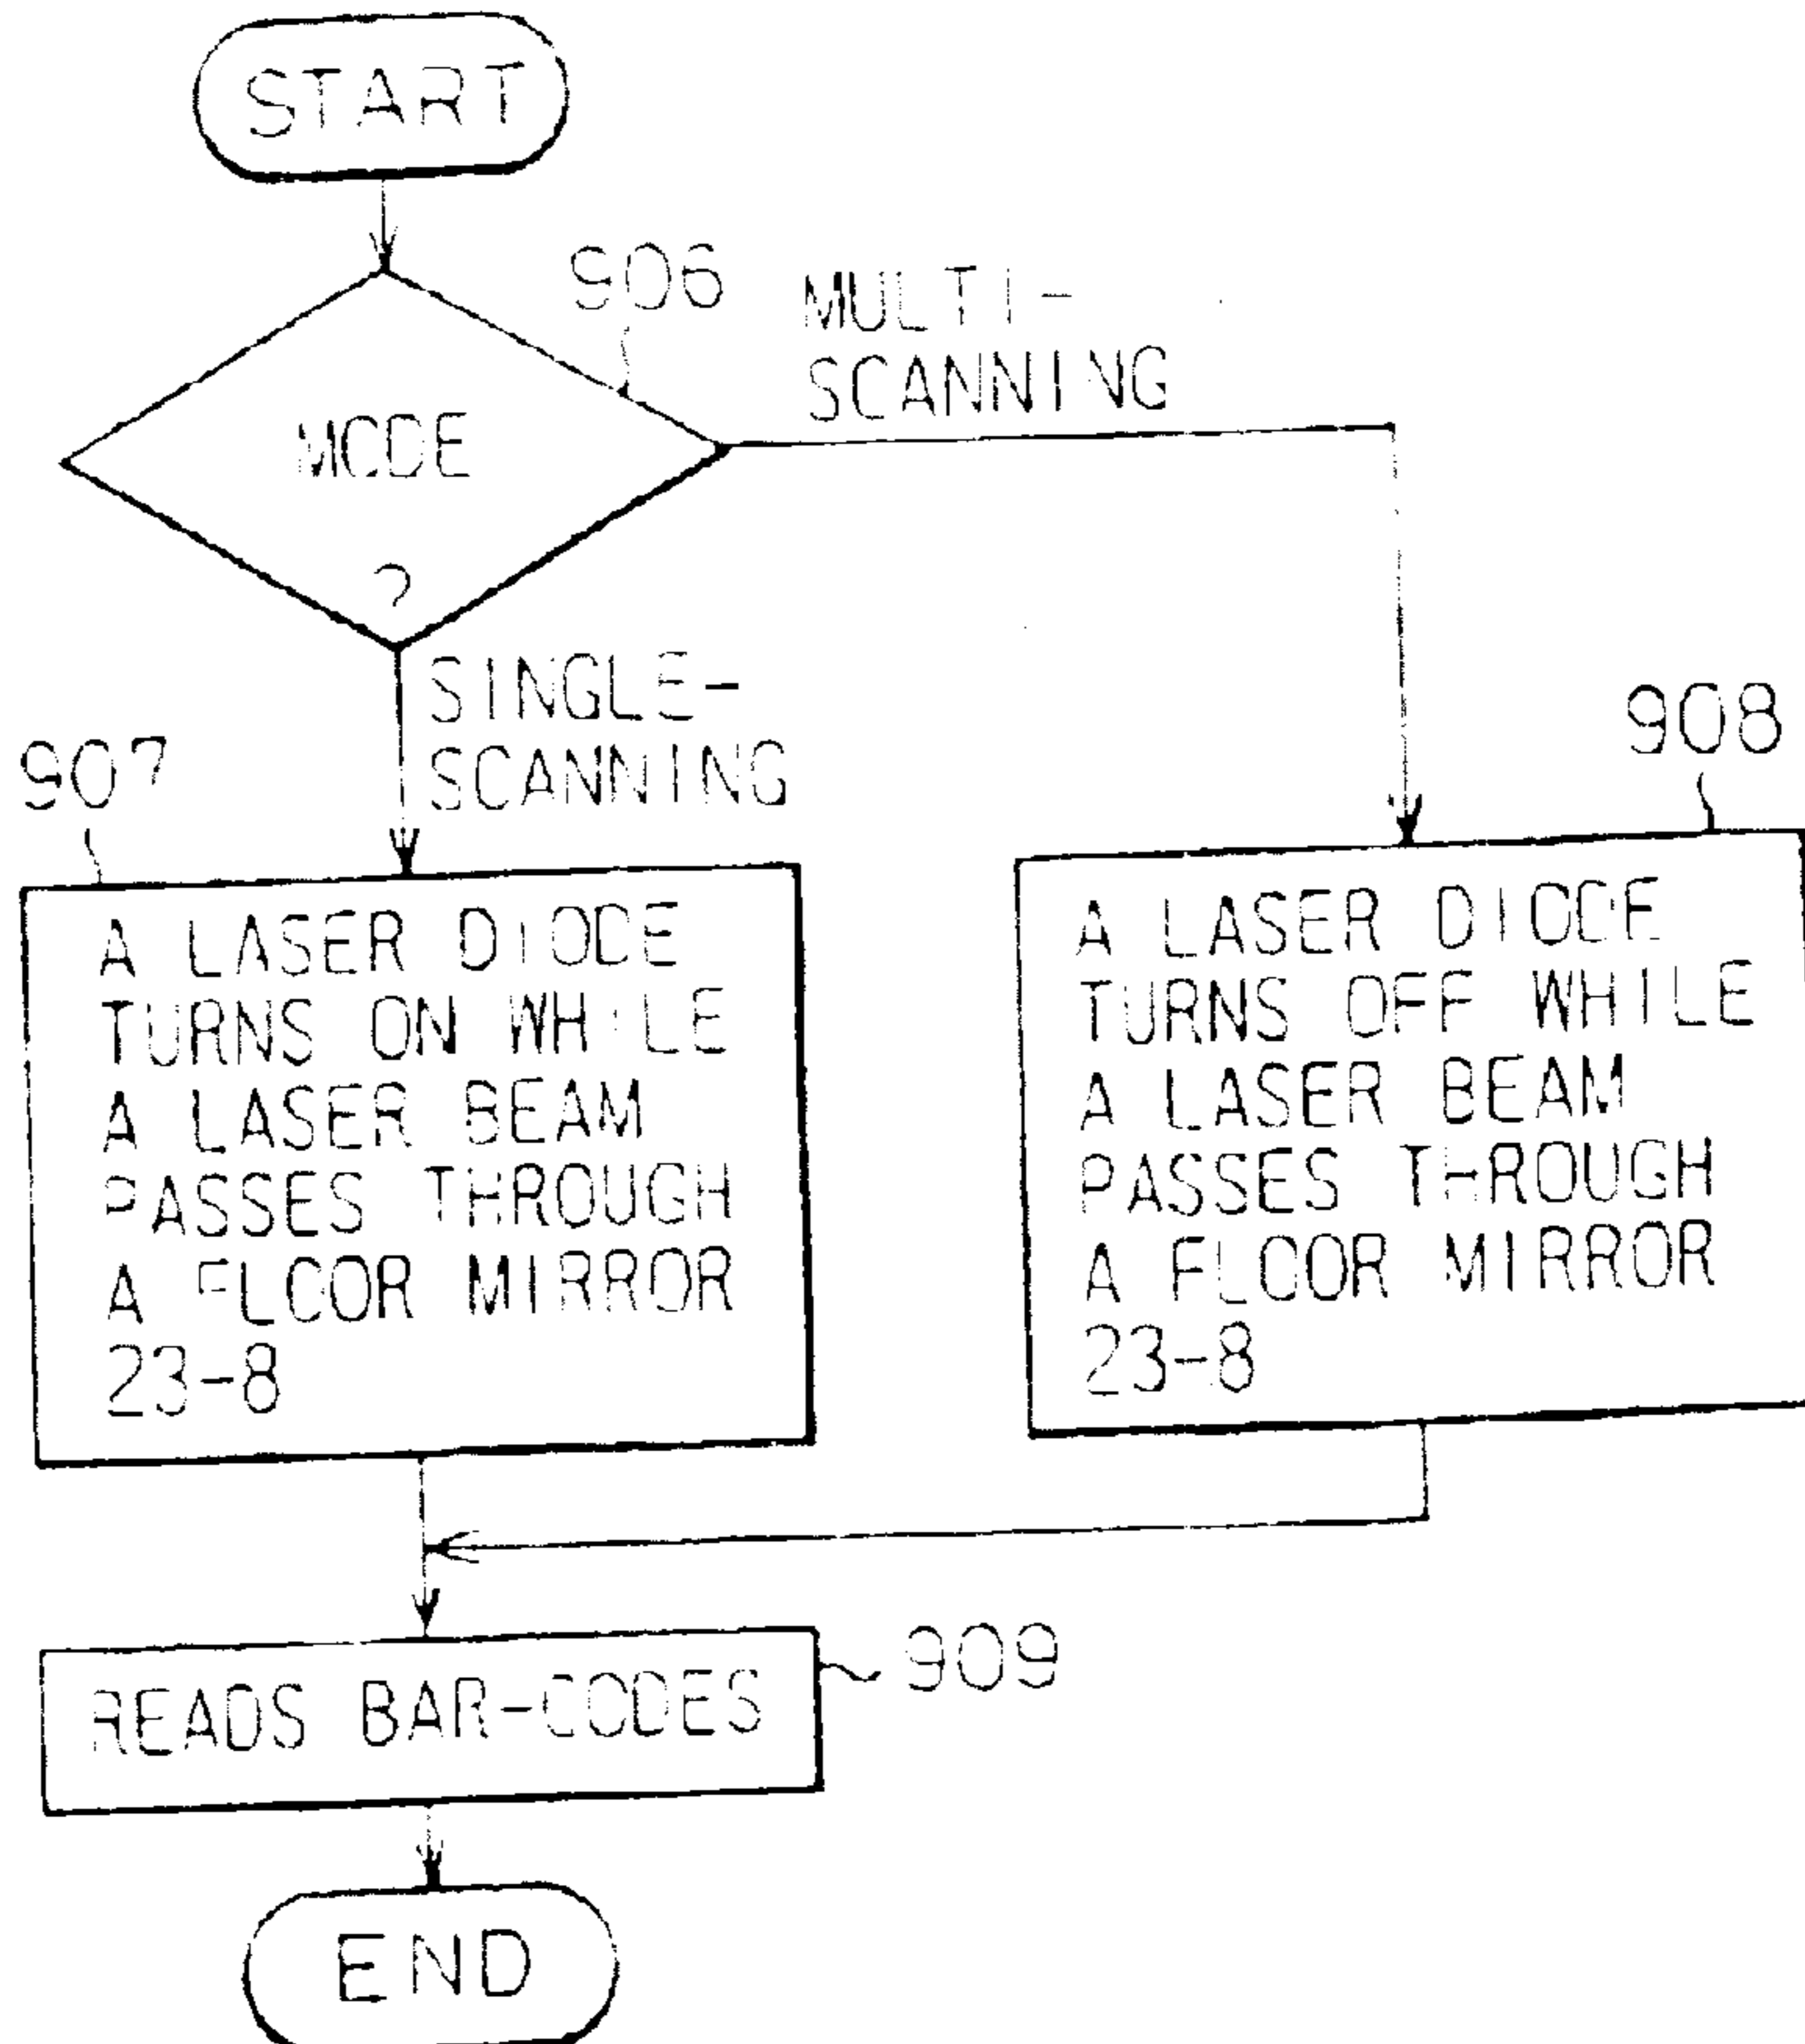 START
906
MULTI-
SCANNING
MODE
?
SINGLE-
SCANNING
907
908
A LASER DIODE
TURNS ON WHILE
A LASER BEAM
PASSES THROUGH
A FLOOR MIRROR
23-8
A LASER DIODE
TURNS OFF WHILE
A LASER BEAM
PASSES THROUGH
A FLOOR MIRROR
23-8
READS BAR-CODES
909
END